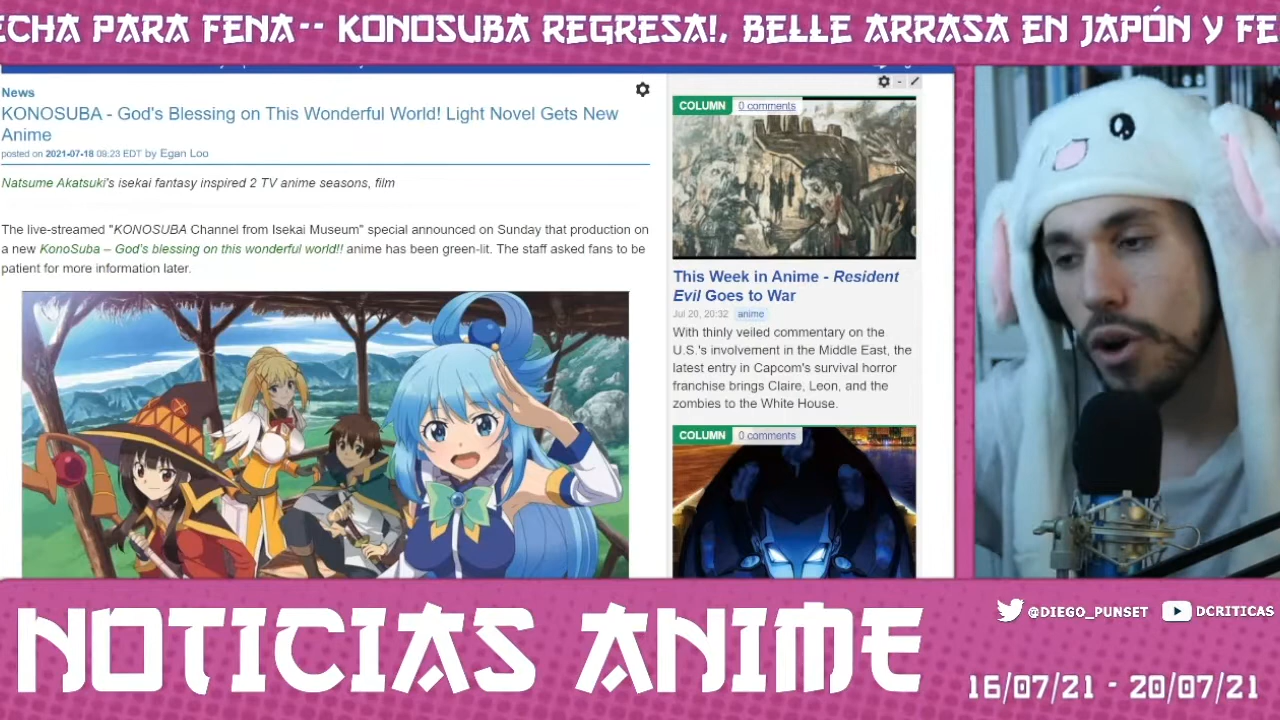 ECHA PARA FENA-- KONOSUBA REGRESA!, BELLE ARRASA EN JAPÓN Y FE
News
KONOSUBA - God's Blessing on This Wonderful World! Light Novel Gets New
Anime
posted on 2021-07-18 09:23 EDT by Egan Loo
Natsume Akatsuki's isekai fantasy inspired 2 TV anime seasons, film
The live-streamed "KONOSUBA Channel from Isekai Museum" special announced on Sunday that production on
a new KonoSuba – God's blessing on this wonderful world!! anime has been green-lit. The staff asked fans to be
patient for more information later.
COLUMN 0 comments
This Week in Anime - Resident
Evil Goes to War
Jul 20, 20:32 anime
With thinly veiled commentary on the
U.S.'s involvement in the Middle East, the
latest entry in Capcom's survival horror
franchise brings Claire, Leon, and the
zombies to the White House.
COLUMN 0 comments
NOTICIAS ANIME
@DIEGO_PUNSET DCRITICAS
16/07/21 - 20/07/21